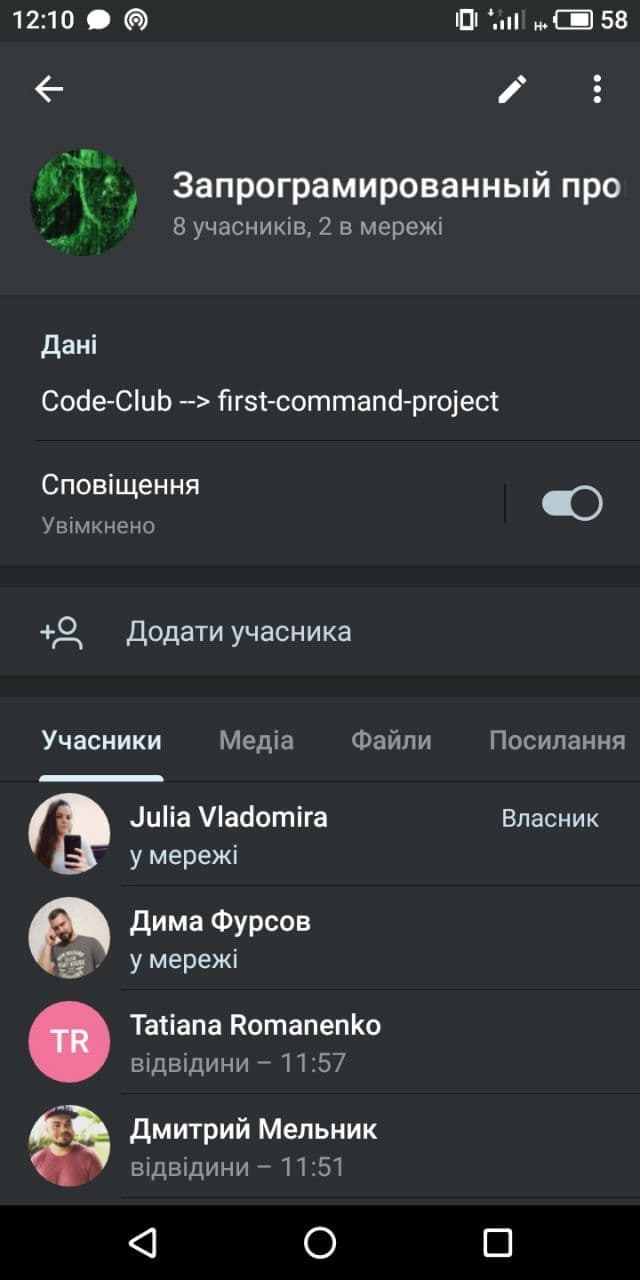 12:10
H+
58
Запрограмированный про
8 учасників, 2 в мережі
Дані
Code-Club --> first-command-project
Сповіщення
Увімкнено
Додати учасника
Учасники Медіа Файли Посилання
Julia Vladomira Власник
у мережі
Дима Фурсов
у мережі
TR
Tatiana Romanenko
відвідини – 11:57
Дмитрий Мельник
відвідини – 11:51